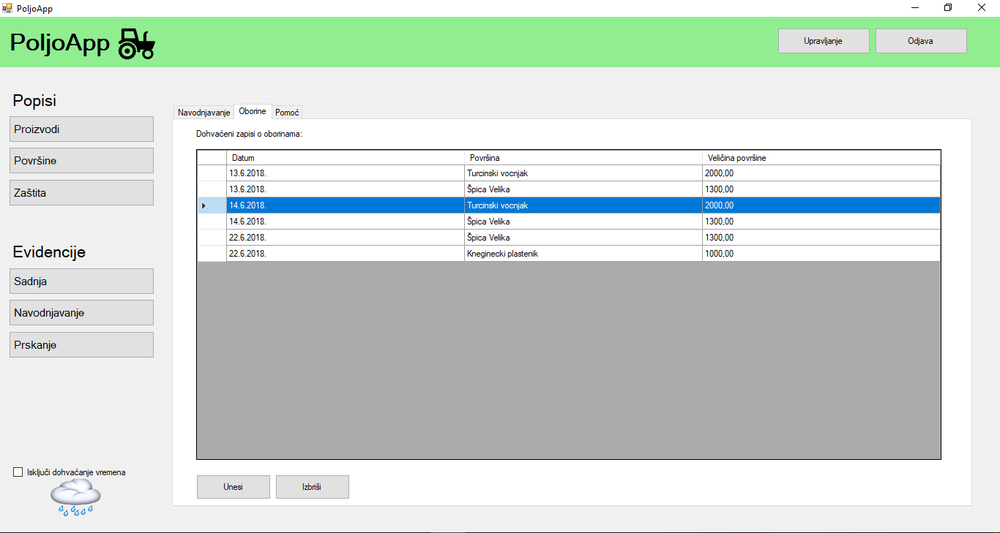 PoljoApp
PoljoApp
Upravljanje
Odjava
Popisi
Proizvodi
Površine
Zaštita
Evidencije
Sadnja
Navodnjavanje
Prskanje
Isključi dohvaćanje vremena
Navodnjavanje Oborine Pomoć
Dohvaćeni zapisi o oborinama:
Datum Površina Veličina površine
13.6.2018. Turcinski vocnjak 2000,00
13.6.2018. Špica Velika 1300,00
14.6.2018. Turcinski vocnjak 2000,00
14.6.2018. Špica Velika 1300,00
22.6.2018. Špica Velika 1300,00
22.6.2018. Kneginecki plastenik 1000,00
Unesi
Izbriši